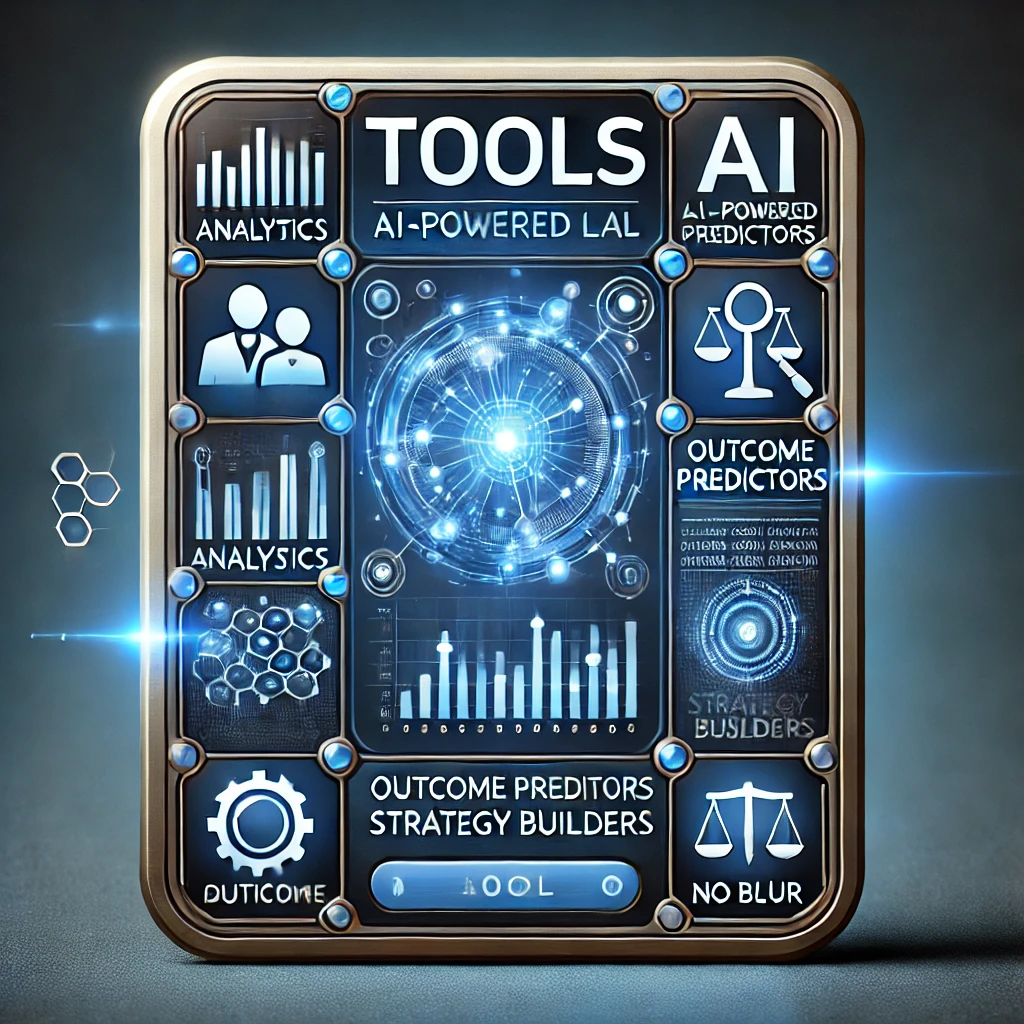 ANALYTICS
TOOLS
AI-POWERED LAL
AI
AI-POWERED
PREDICTORS
ANALYSICS
OUTCOME
PREDICTORS
STRATEGY
BUSLDERS
OUTCOME PREDITORS
STRATEGY BUILDERS
DUTICOME
NO BLUR